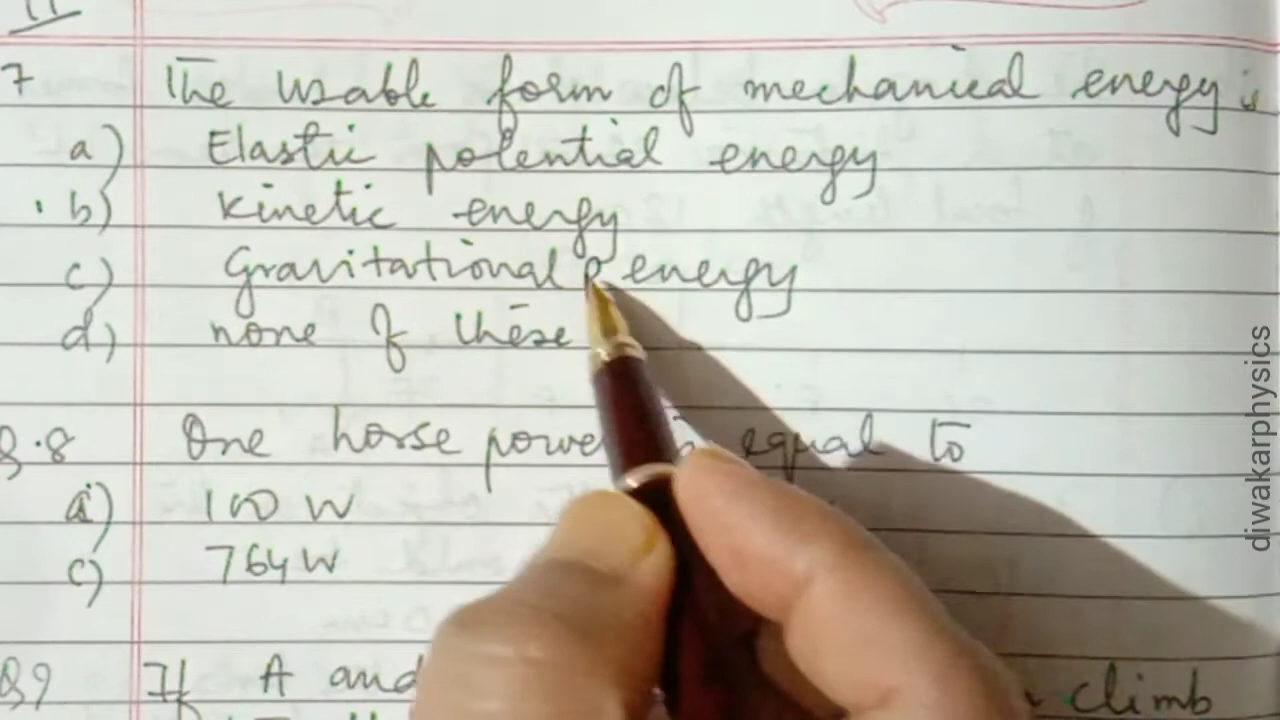 11
7 The usable form of mechanical energy is
a) Elastic potential energy
b) kinetic energy
c) Gravitational p energy
d) none of these
Q.8 One horse power equal to
a) 100 W
c) 764 W
Q9 If A and climb
diwakarphysics